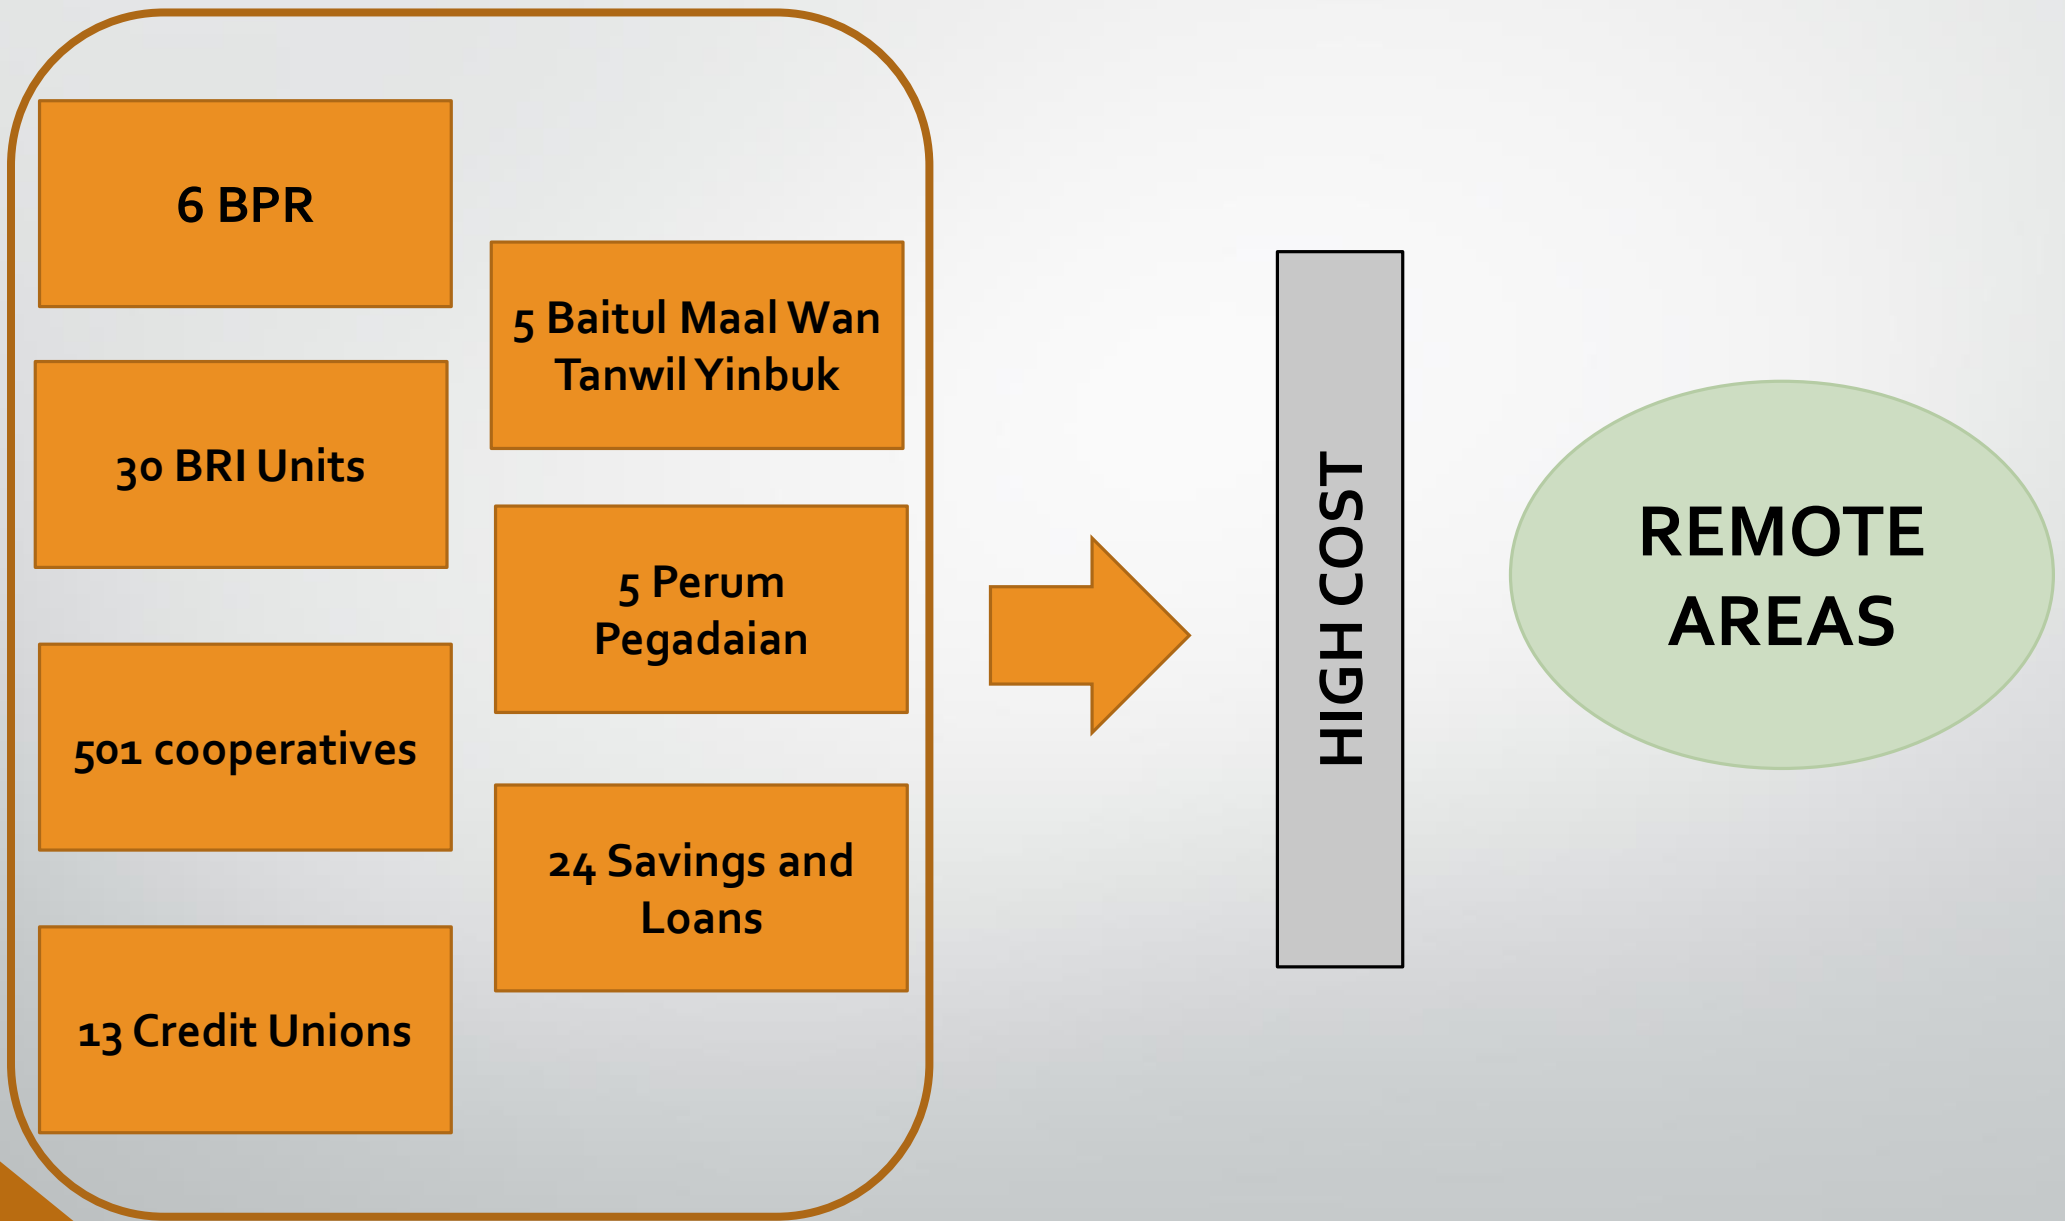 6 BPR
30 BRI Units
501 cooperatives
13 Credit Unions
5 Baitul Maal Wan
Tanwil Yinbuk
5 Perum
Pegadaian
24 Savings and
Loans
HIGH COST
REMOTE
AREAS